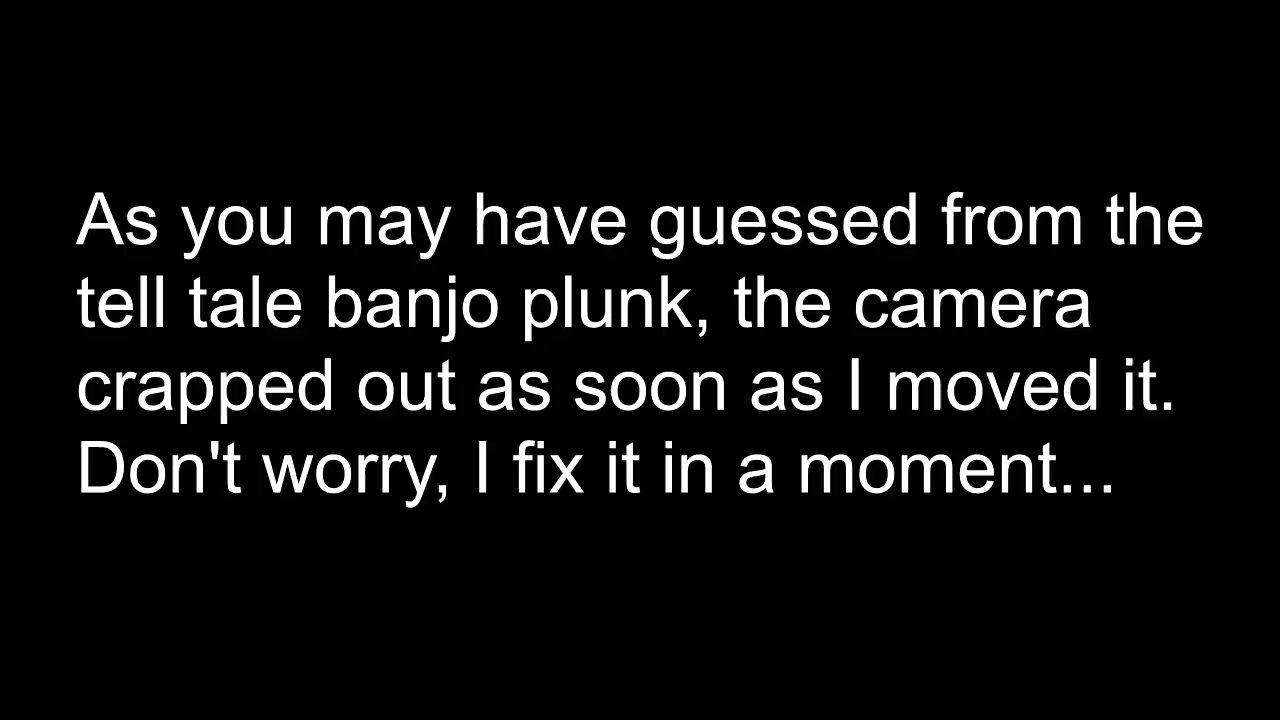 As you may have guessed from the
tell tale banjo plunk, the camera
crapped out as soon as I moved it.
Don't worry, I fix it in a moment...